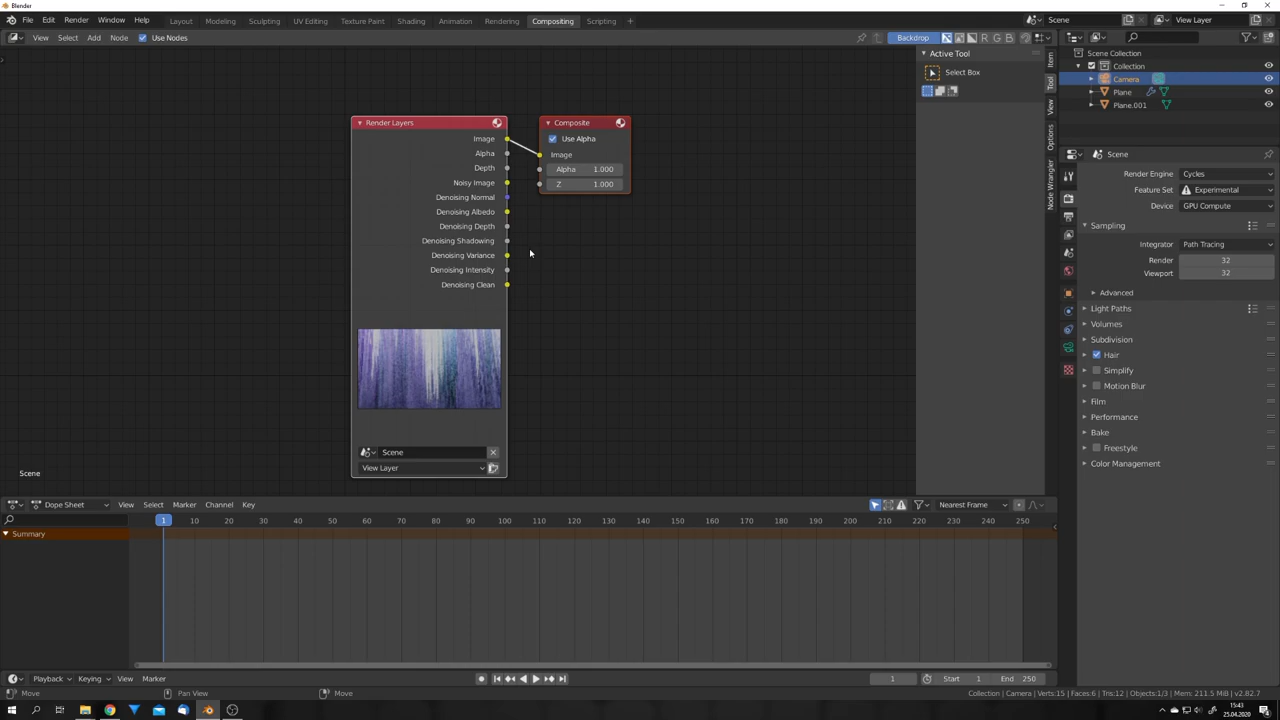 Blender
File Edit Render Window Help Layout Modeling Sculpting UV Editing Texture Paint Shading Animation Rendering Compositing Scripting + Scene View Layer
View Select Add Node Use Nodes Backdrop R G B
Active Tool
Select Box
Item
Tool
View
Options
Node Wrangler
Scene Collection
Collection
Camera
Plane
Plane.001
Render Layers
Image
Alpha
Depth
Noisy Image
Denoising Normal
Denoising Albedo
Denoising Depth
Denoising Shadowing
Denoising Variance
Denoising Intensity
Denoising Clean
Scene
View Layer
Composite
Use Alpha
Image
Alpha 1.000
Z 1.000
Scene
Scene
Render Engine Cycles
Feature Set Experimental
Device GPU Compute
Sampling
Integrator Path Tracing
Render 32
Viewport 32
Advanced
Light Paths
Volumes
Subdivision
Hair
Simplify
Motion Blur
Film
Performance
Bake
Freestyle
Color Management
Dope Sheet View Select Marker Channel Key Nearest Frame
1 10 20 30 40 50 60 70 80 90 100 110 120 130 140 150 160 170 180 190 200 210 220 230 240 250
Summary
Playback Keying View Marker 1 Start 1 End 250
Move Pan View Move Collection | Camera | Verts:15 | Faces:6 | Tris:12 | Objects:1/3 | Mem: 211.5 MiB | v2.82.7
15:43
25.04.2020